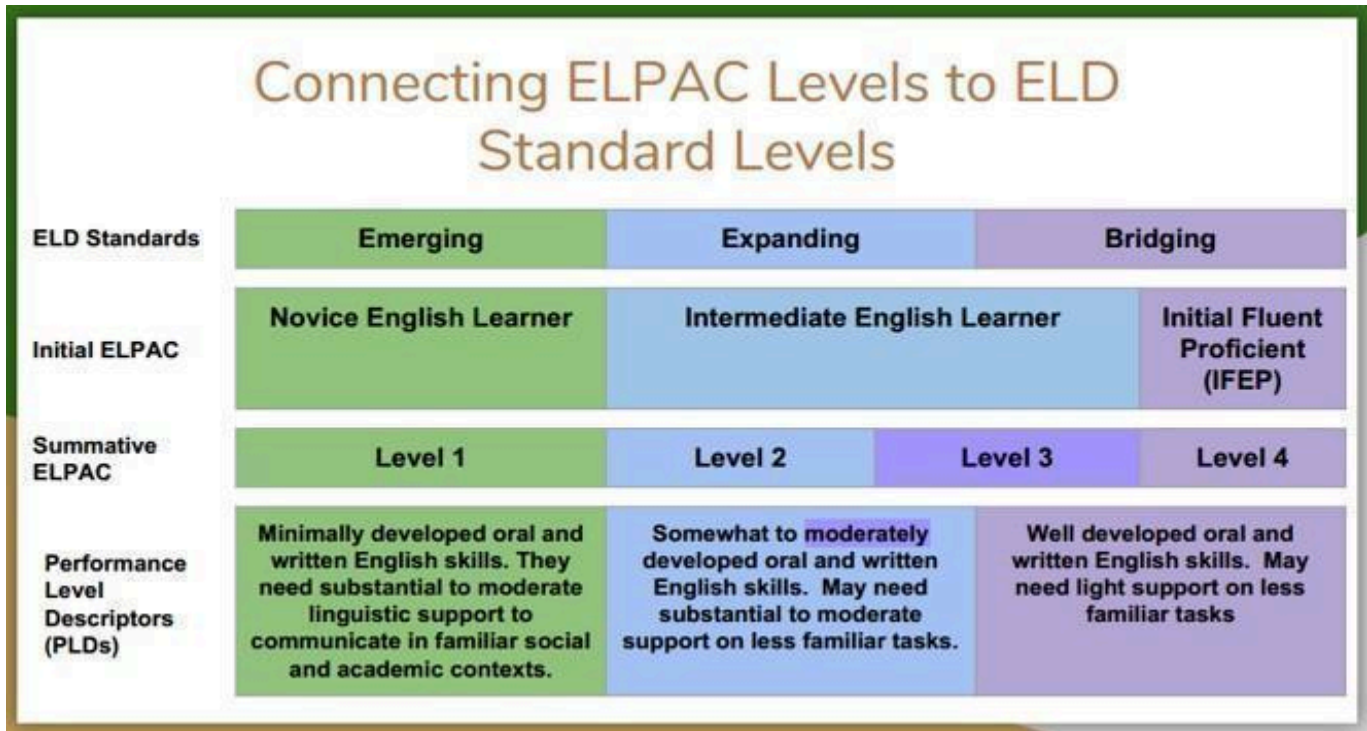 Connecting ELPAC Levels to ELD
Standard Levels
ELD Standards
Emerging
Expanding
Bridging
Initial ELPAC
Novice English Learner
Intermediate English Learner
Initial Fluent
Proficient
(IFEP)
Summative
ELPAC
Level 1
Level 2
Level 3
Level 4
Performance
Level
Descriptors
(PLDs)
Minimally developed oral and
written English skills. They
need substantial to moderate
linguistic support to
communicate in familiar social
and academic contexts.
Somewhat to moderately
developed oral and written
English skills. May need
substantial to moderate
support on less familiar tasks.
Well developed oral and
written English skills. May
need light support on less
familiar tasks